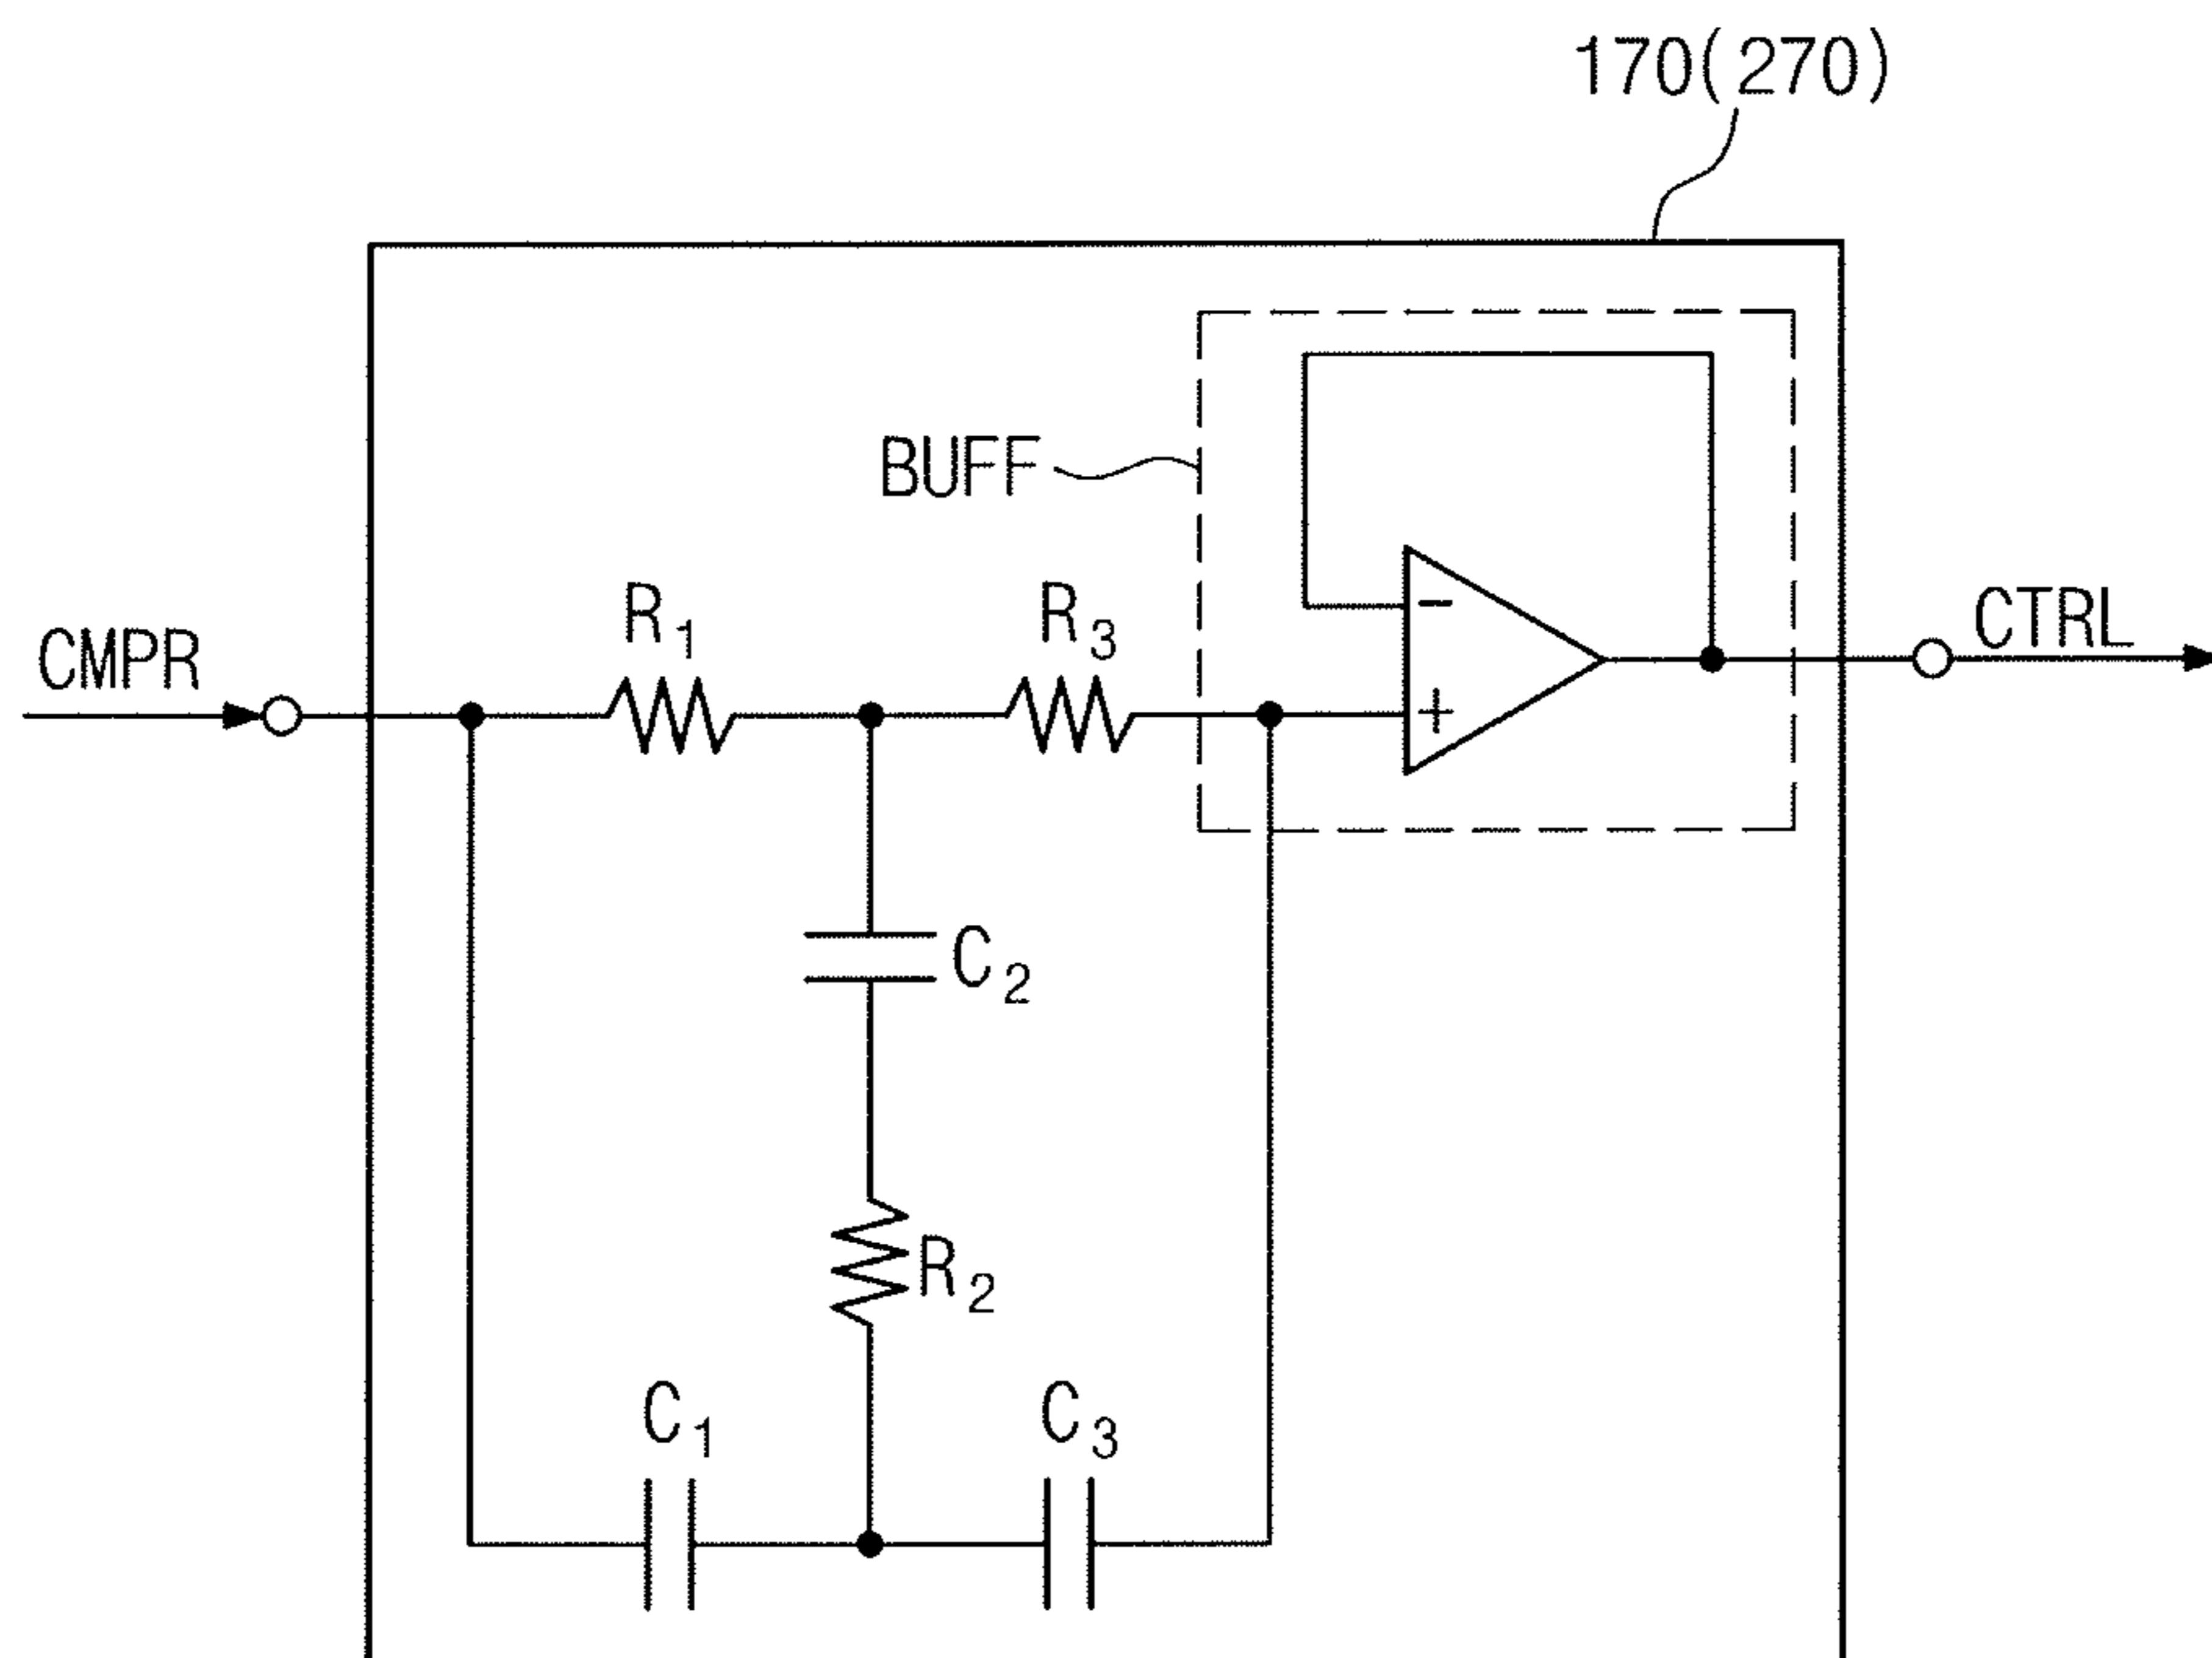 170(270)
BUFF
CMPR
R1
R3
-
+
CTRL
C2
R2
C1
C3